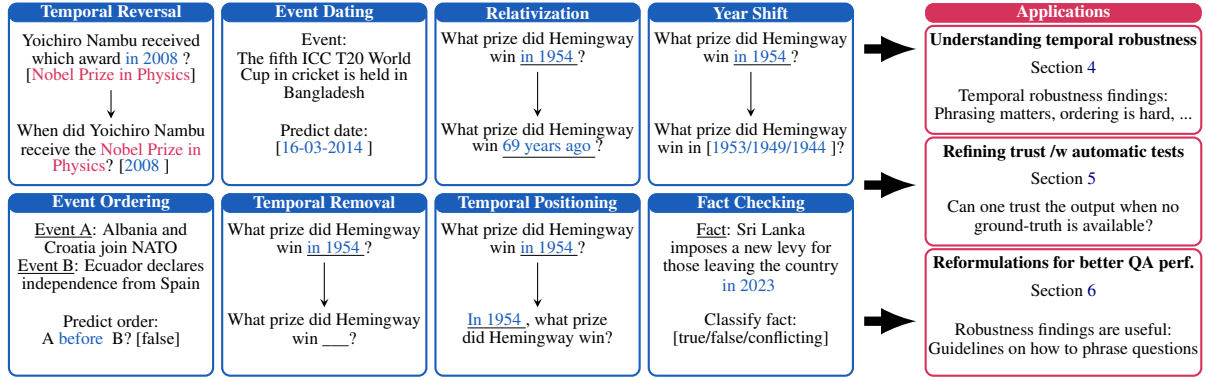 Temporal Reversal
Yoichiro Nambu received
which award in 2008 ?
[Nobel Prize in Physics]
When did Yoichiro Nambu
receive the Nobel Prize in
Physics? [2008 ]
Event Dating
Event:
The fifth ICC T20 World
Cup in cricket is held in
Bangladesh
Predict date:
[16-03-2014 ]
Relativization
What prize did Hemingway
win in 1954 ?
What prize did Hemingway
win 69 years ago ?
Year Shift
What prize did Hemingway
win in 1954 ?
What prize did Hemingway
win in [1953/1949/1944 ]?
Event Ordering
Event A: Albania and
Croatia join NATO
Event B: Ecuador declares
independence from Spain
Predict order:
A before B? [false]
Temporal Removal
What prize did Hemingway
win in 1954 ?
What prize did Hemingway
win ___?
Temporal Positioning
What prize did Hemingway
win in 1954 ?
In 1954 , what prize
did Hemingway win?
Fact Checking
Fact: Sri Lanka
imposes a new levy for
those leaving the country
in 2023
Classify fact:
[true/false/conflicting]
Applications
Understanding temporal robustness
Section 4
Temporal robustness findings:
Phrasing matters, ordering is hard, ...
Refining trust /w automatic tests
Section 5
Can one trust the output when no
ground-truth is available?
Reformulations for better QA perf.
Section 6
Robustness findings are useful:
Guidelines on how to phrase questions